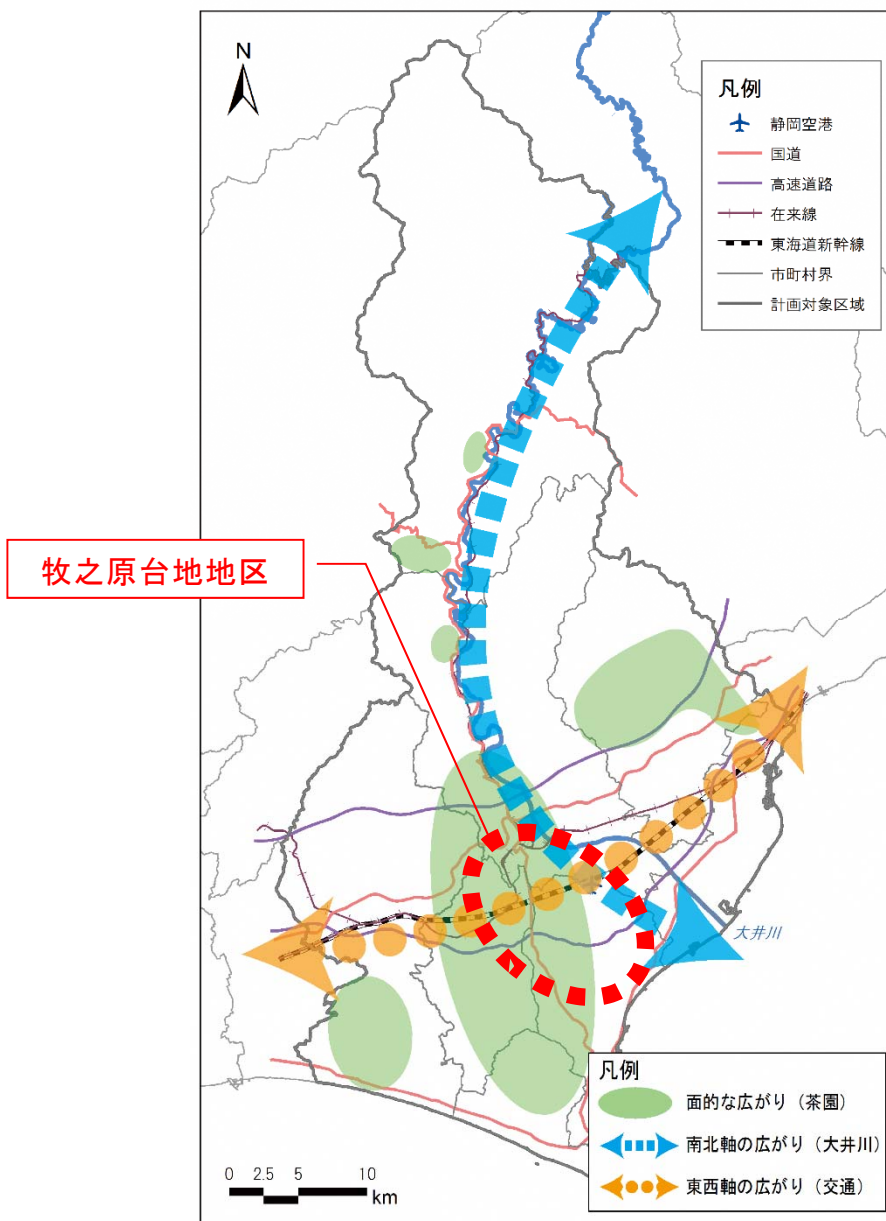 N
凡例
静岡空港
国道
高速道路
在来線
東海道新幹線
市町村界
計画対象区域
牧之原台地地区
大井川
凡例
面的な広がり（茶園）
南北軸の広がり（大井川）
東西軸の広がり（交通）
0 2.5 5 10
km